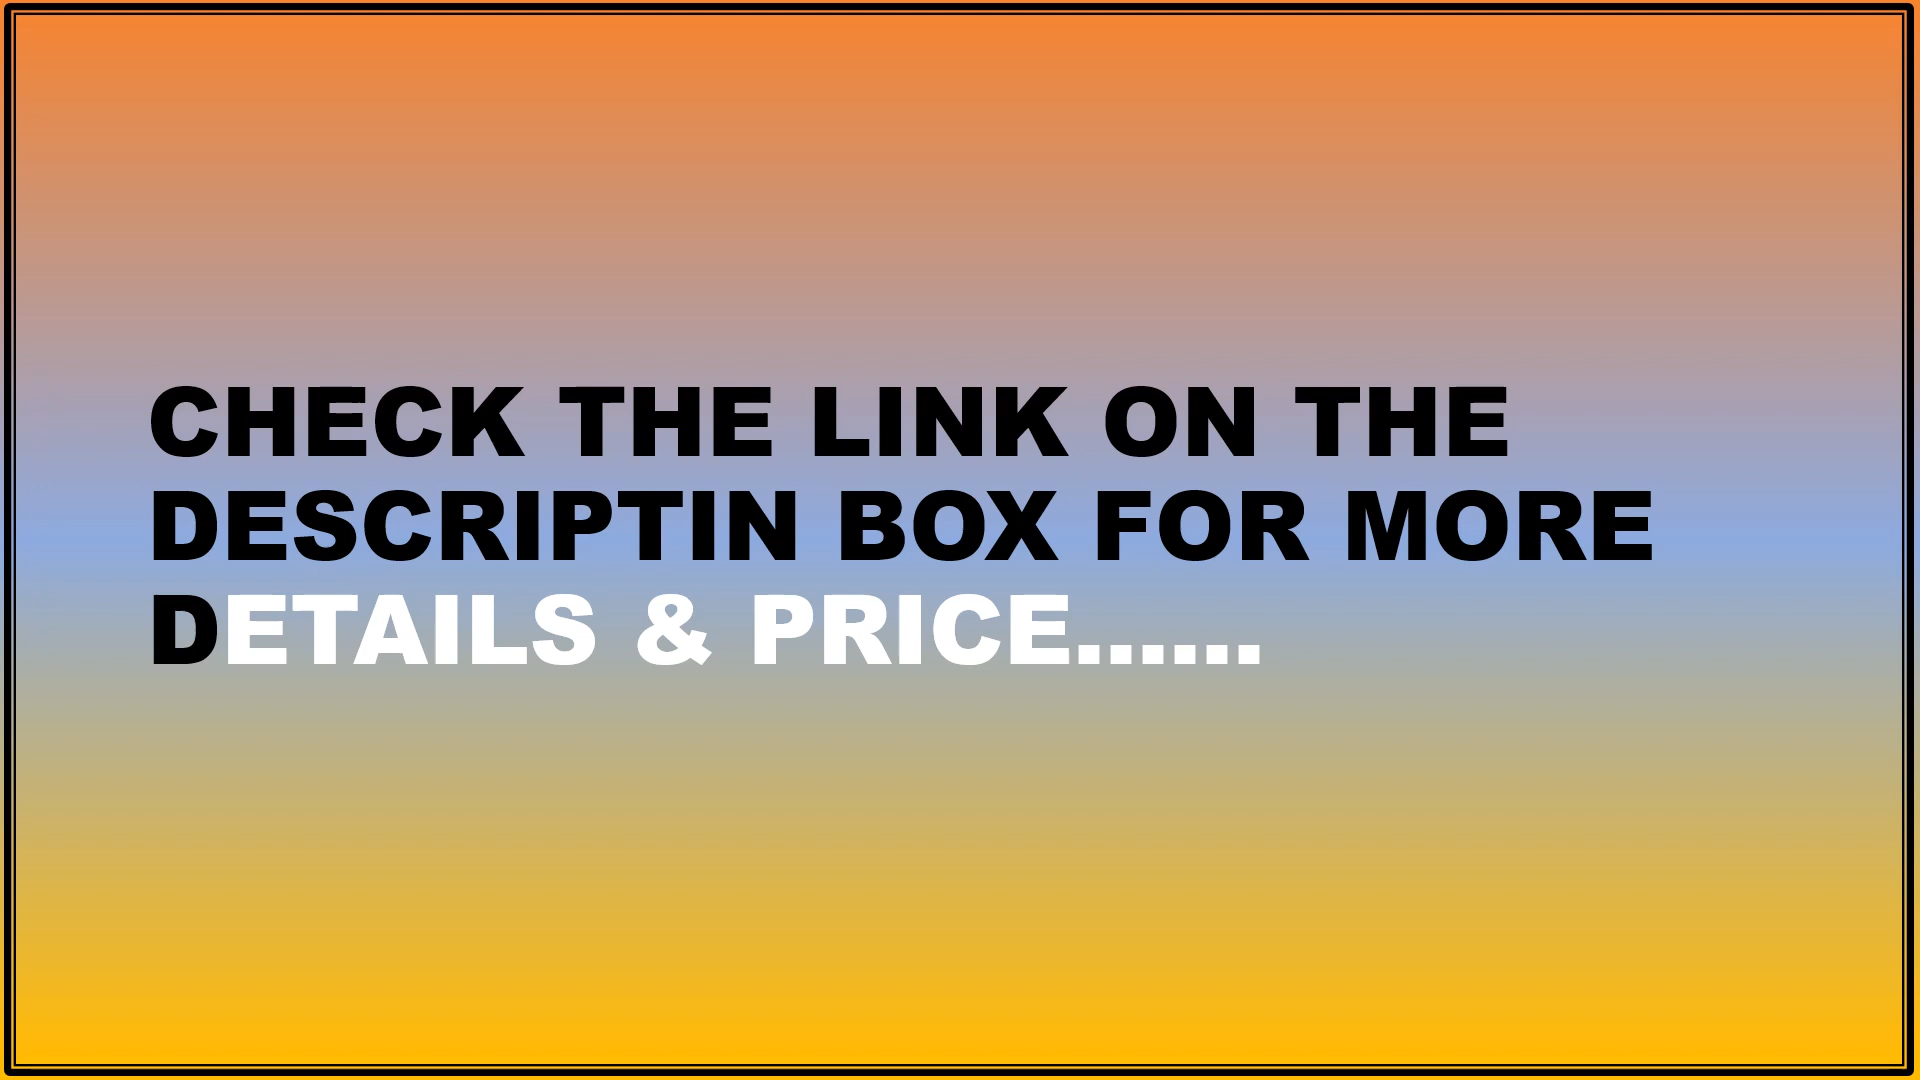 CHECK THE LINK ON THE
DESCRIPTIN BOX FOR MORE
DETAILS & PRICE......